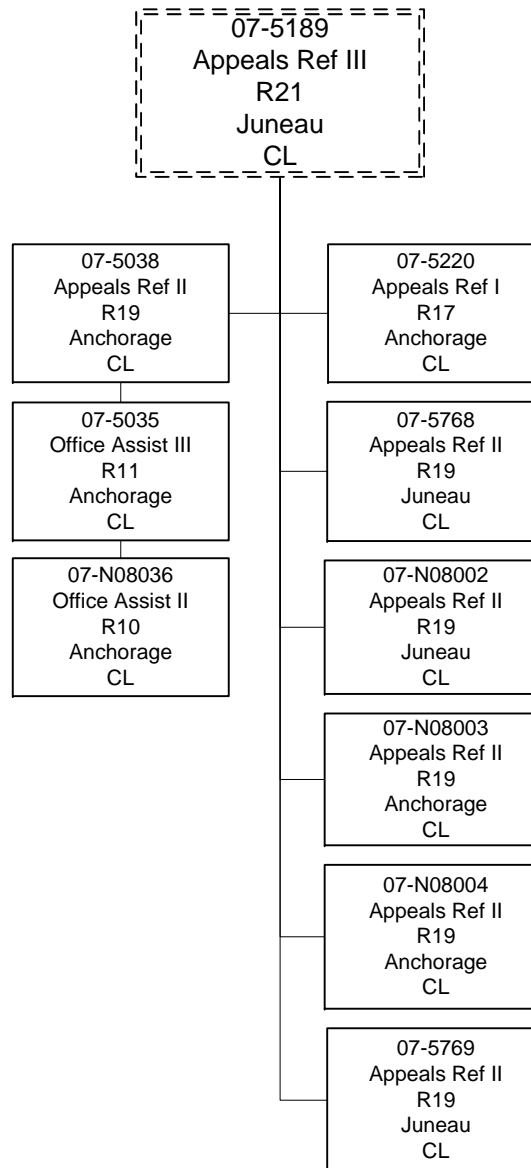 07-5189
Appeals Ref III
R21
Juneau
CL
07-5038
Appeals Ref II
R19
Anchorage
CL
07-5035
Office Assist III
R11
Anchorage
CL
07-N08036
Office Assist II
R10
Anchorage
CL
07-5220
Appeals Ref I
R17
Anchorage
CL
07-5768
Appeals Ref II
R19
Juneau
CL
07-N08002
Appeals Ref II
R19
Juneau
CL
07-N08003
Appeals Ref II
R19
Anchorage
CL
07-N08004
Appeals Ref II
R19
Anchorage
CL
07-5769
Appeals Ref II
R19
Juneau
CL